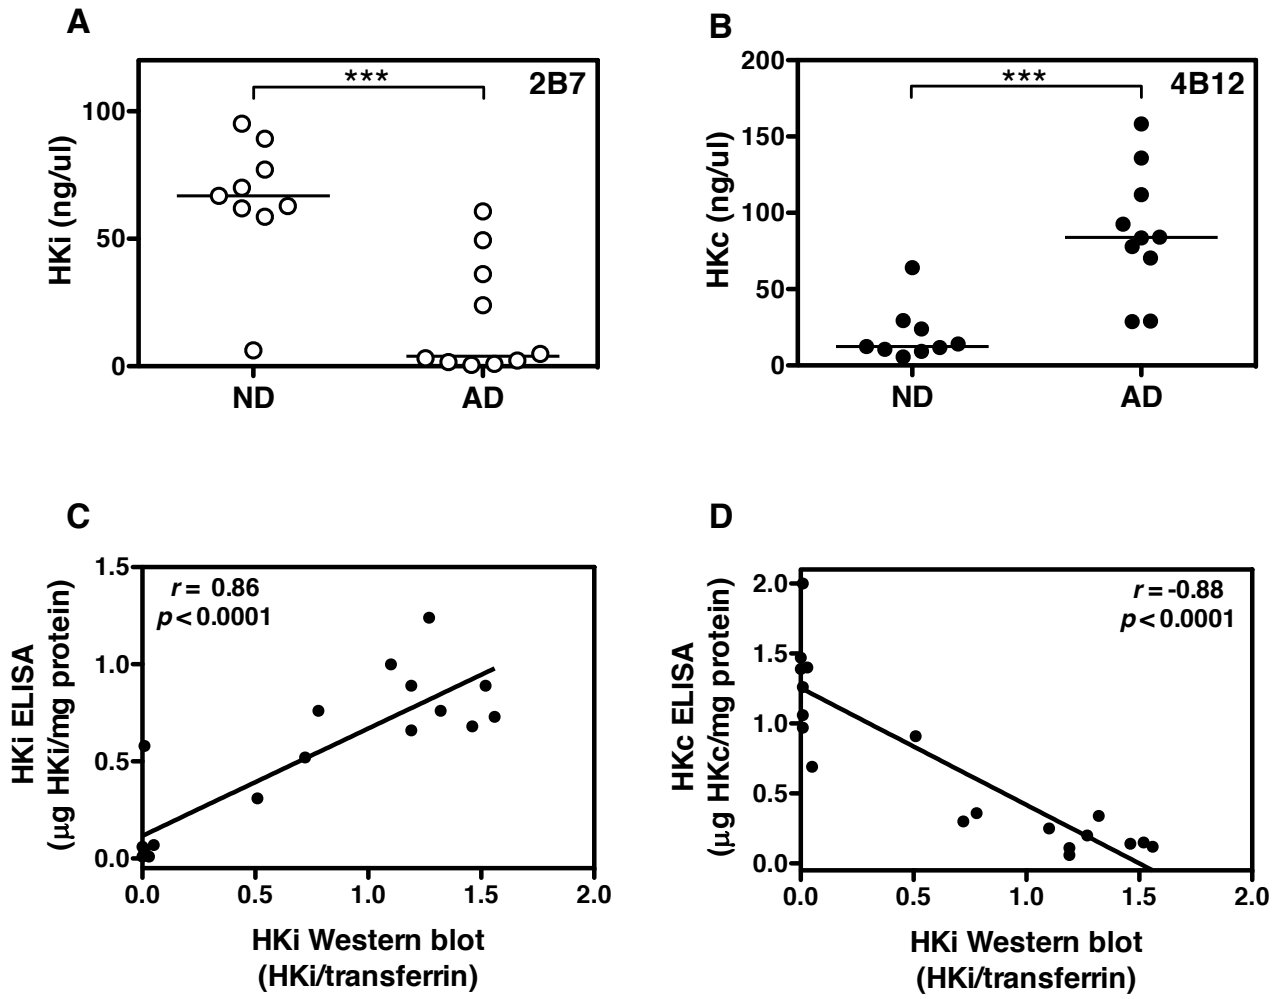 A
2B7
***
HKi (ng/ul)
100
50
0
ND
AD
B
4B12
***
HKc (ng/ul)
200
150
100
50
0
ND
AD
C
r = 0.86
p < 0.0001
HKi ELISA
(μg HKi/mg protein)
1.5
1.0
0.5
0.0
0.0
0.5
1.0
1.5
2.0
HKi Western blot
(HKi/transferrin)
D
r = -0.88
p < 0.0001
HKc ELISA
(μg HKc/mg protein)
2.0
1.5
1.0
0.5
0.0
0.0
0.5
1.0
1.5
2.0
HKi Western blot
(HKi/transferrin)